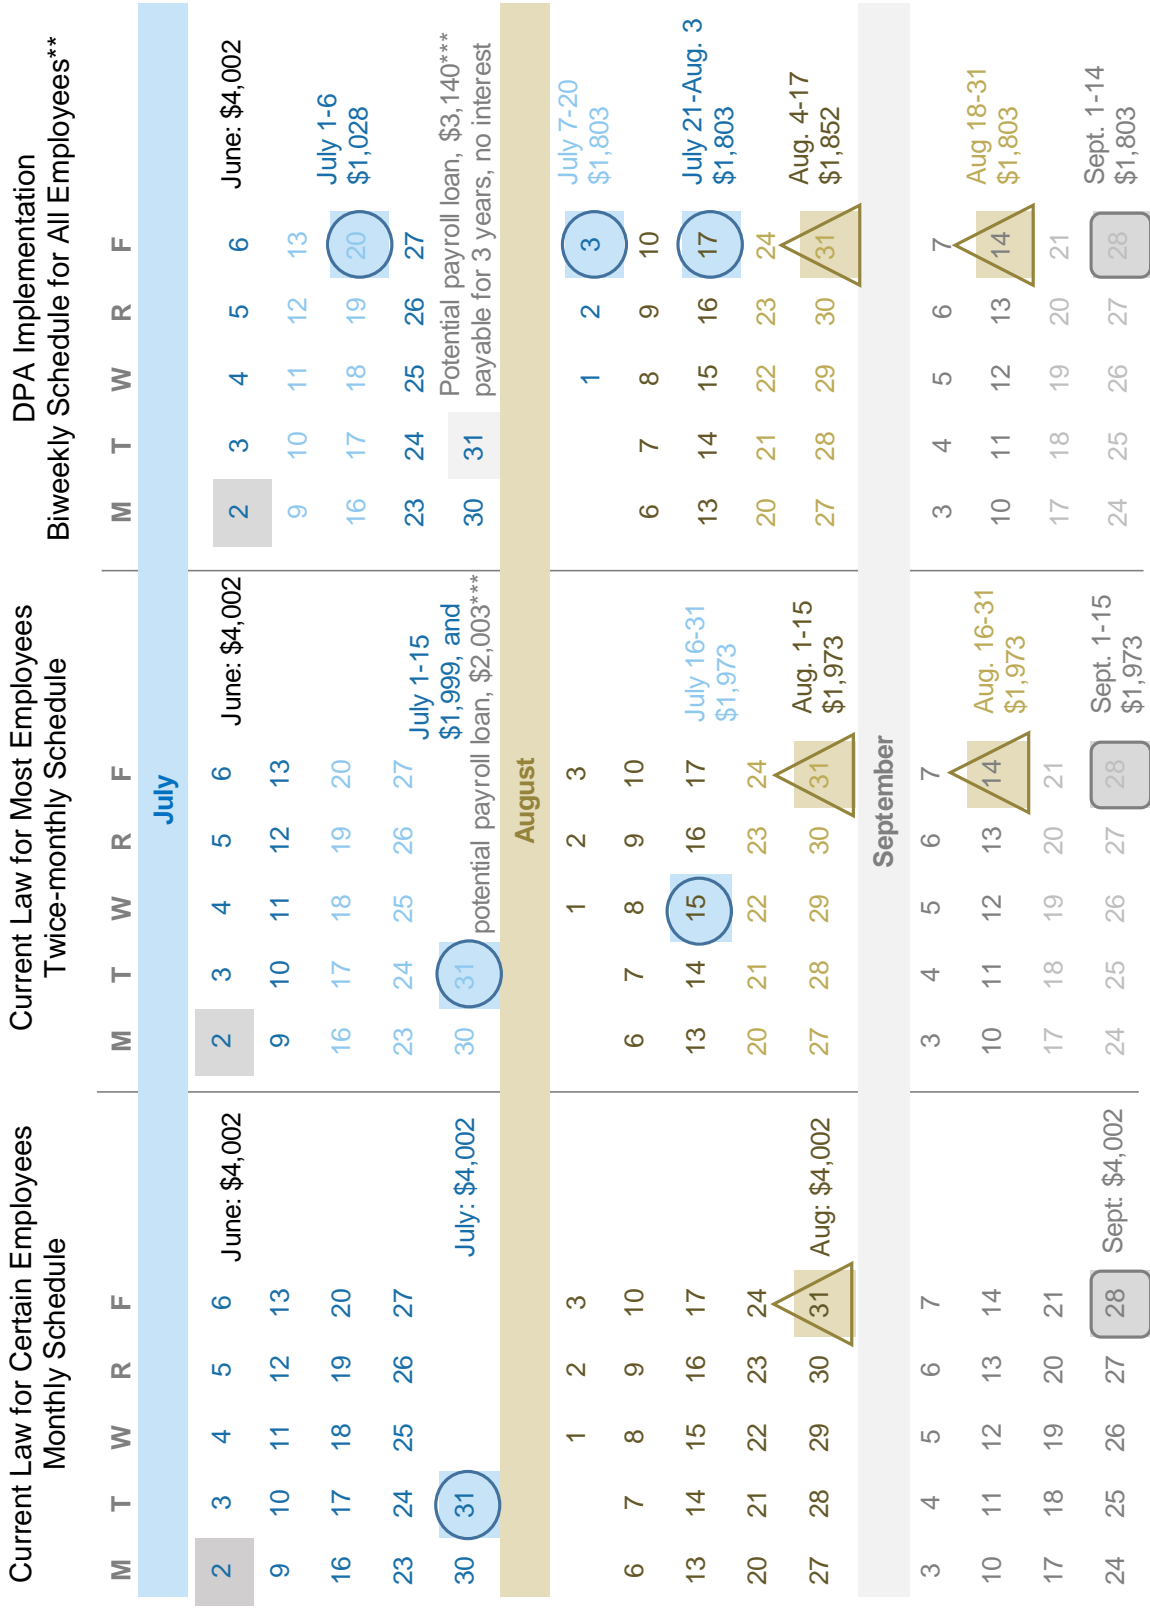 Current Law for Certain Employees
Monthly Schedule
M T W R F
Current Law for Most Employees
Twice-monthly Schedule
M T W R F
DPA Implementation
Biweekly Schedule for All Employees**
M T W R F
July
2 3 4 5 6 June: $4,002
9 10 11 12 13
16 17 18 19 20
23 24 25 26 27
30 31 July: $4,002
2 3 4 5 6 June: $4,002
9 10 11 12 13
16 17 18 19 20
23 24 25 26 27
July 1-15
$1,999, and
30 31 potential payroll loan, $2,003***
2 3 4 5 6 June: $4,002
9 10 11 12 13
16 17 18 19 20
July 1-6
$1,028
23 24 25 26 27
30 31
Potential payroll loan, $3,140***
payable for 3 years, no interest
August
1 2 3
6 7 8 9 10
13 14 15 16 17
20 21 22 23 24
27 28 29 30 31 Aug: $4,002
1 2 3
6 7 8 9 10
13 14 15 16 17
July 16-31
$1,973
20 21 22 23 24
27 28 29 30 31
Aug. 1-15
$1,973
1 2 3
July 7-20
$1,803
6 7 8 9 10
13 14 15 16 17
July 21-Aug. 3
$1,803
20 21 22 23 24
27 28 29 30 31
Aug. 4-17
$1,852
September
3 4 5 6 7
10 11 12 13 14
17 18 19 20 21
24 25 26 27 28 Sept: $4,002
3 4 5 6 7
10 11 12 13 14
Aug. 16-31
$1,973
17 18 19 20 21
24 25 26 27 28
Sept. 1-15
$1,973
3 4 5 6 7
10 11 12 13 14
Aug 18-31
$1,803
17 18 19 20 21
24 25 26 27 28
Sept. 1-14
$1,803